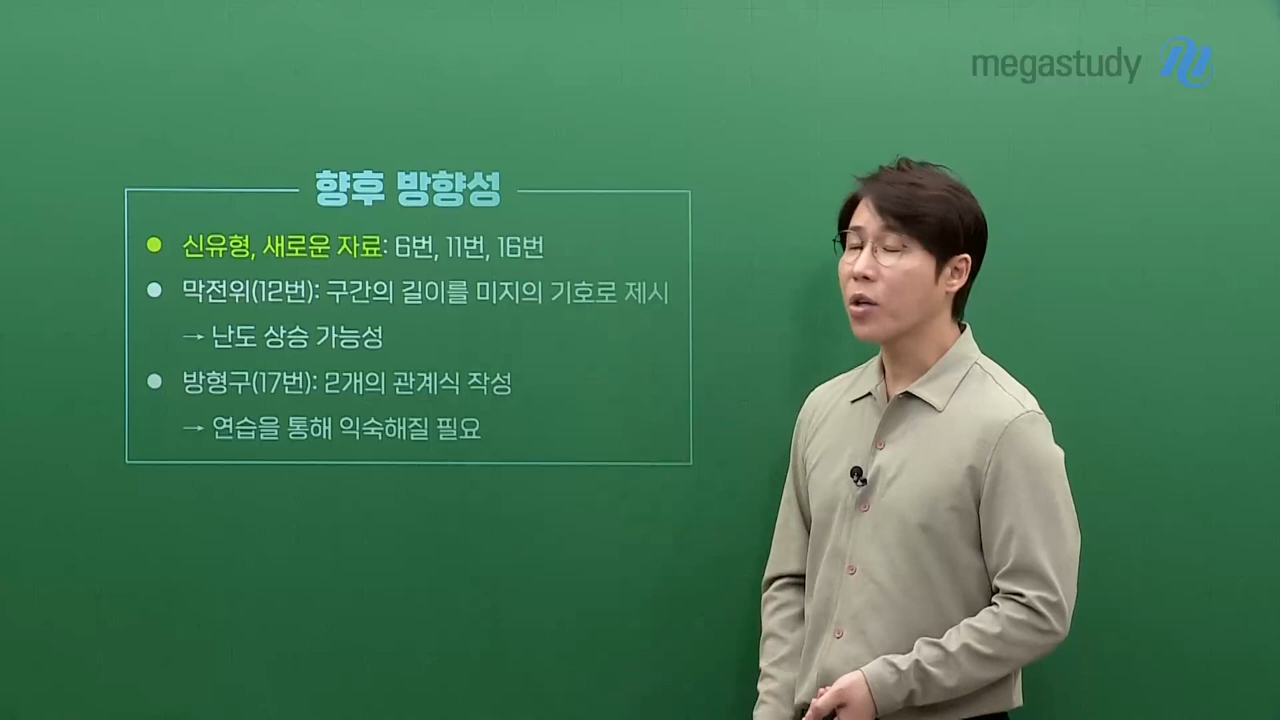 megastudy
향후 방향성
● 신유형, 새로운 자료: 6번, 11번, 16번
● 막전위(12번): 구간의 길이를 미지의 기호로 제시
→ 난도 상승 가능성
● 방형구(17번): 2개의 관계식 작성
→ 연습을 통해 익숙해질 필요